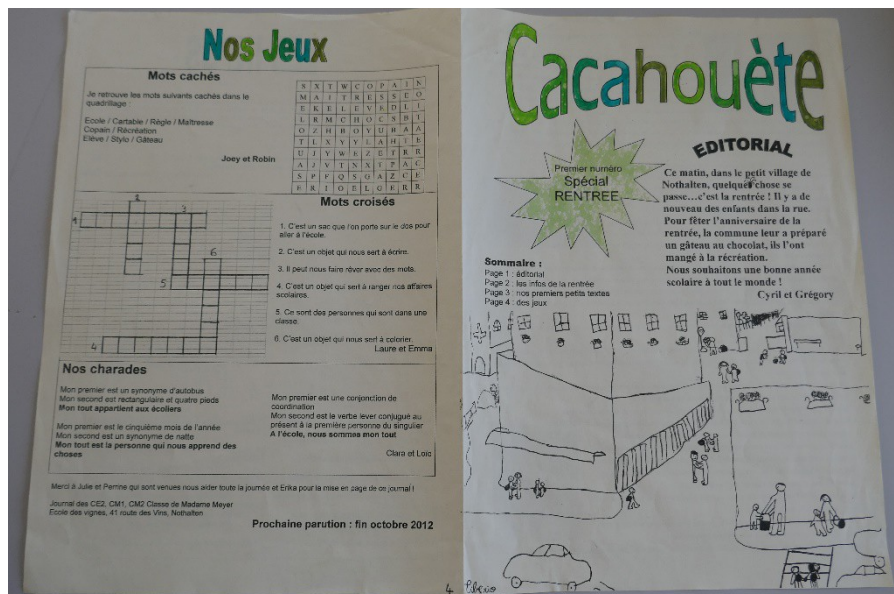 Nos Jeux
Mots cachés
Je retrouve les mots suivants cachés dans le
quadrillage :
Ecole / Cartable / Règle / Maîtresse
Copain / Récréation
Elève / Stylo / Gâteau
Joey et Robin
S X T W C O P A I N
M A I T R E S S E O
E K E L E V E R D L I
L R M C H O C S B T
O Z H B O Y U B A A
T L X Y Y L A H T E
U J Y W E Z E T R R
A J V T N X T F A C
S P F Q S G A Z C E
E R I O E L G E R R
Mots croisés
1
3
1
6
5
4
1. C'est un sac que l'on porte sur le dos pour
aller à l'école.
2. C'est un objet qui nous sert à écrire.
3. Il peut nous faire rêver avec des mots.
4. C'est un objet qui sert à ranger nos affaires
scolaires.
5. Ce sont des personnes qui sont dans une
classe.
6. C'est un objet qui nous sert à colorier.
Laure et Emma
Nos charades
Mon premier est un synonyme d'autobus
Mon second est rectangulaire et quatre pieds
Mon tout appartient aux écoliers
Mon premier est le cinquième mois de l'année
Mon second est un synonyme de natte
Mon tout est la personne qui nous apprend des
choses
Mon premier est une conjonction de
coordination
Mon second est le verbe lever conjugué au
présent à la première personne du singulier
A l'école, nous sommes mon tout
Clara et Loïc
Merci à Julie et Perrine qui sont venues nous aider toute la journée et Erika pour la mise en page de ce journal !
Journal des CE2, CM1, CM2 Classe de Madame Meyer
Ecole des vignes, 41 route des Vins, Nothalten
Prochaine parution : fin octobre 2012
4
Cacahouète
Premier numéro
Spécial
RENTREE
EDITORIAL
Ce matin, dans le petit village de
Nothalten, quelque chose se
passe…c'est la rentrée ! Il y a de
nouveau des enfants dans la rue.
Pour fêter l'anniversaire de la
rentrée, la commune leur a préparé
un gâteau au chocolat, ils l'ont
mangé à la récréation.
Nous souhaitons une bonne année
scolaire à tout le monde !
Cyril et Grégory
Sommaire :
Page 1 : éditorial
Page 2 : les infos de la rentrée
Page 3 : nos premiers petits textes
Page 4 : des jeux